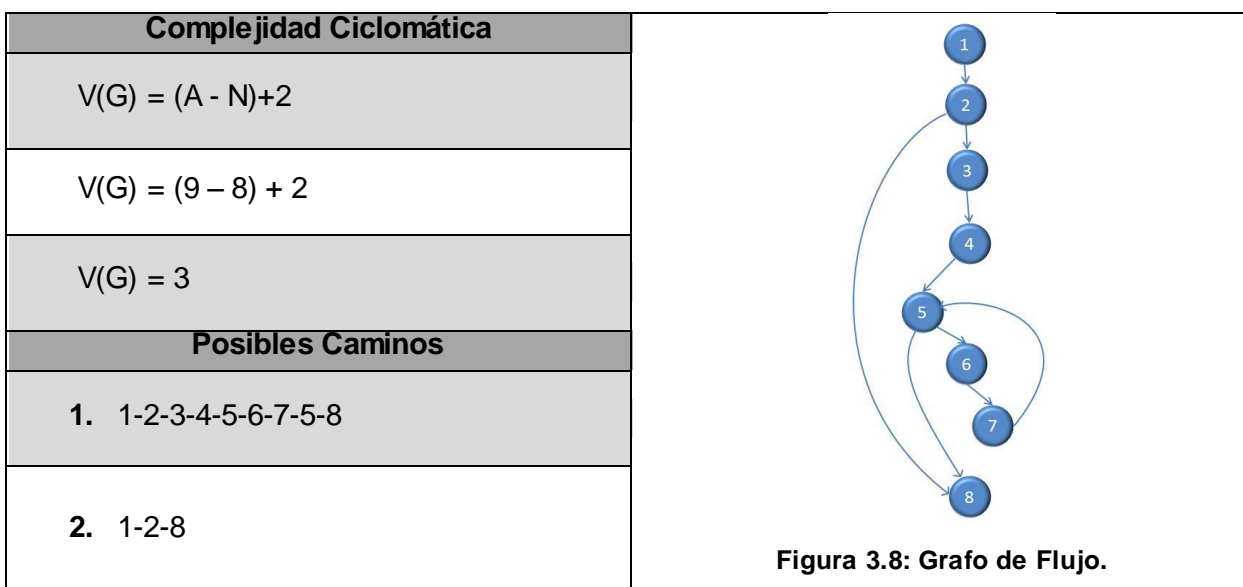 Complejidad Ciclomática
V(G) = (A - N)+2
V(G) = (9 – 8) + 2
V(G) = 3
Posibles Caminos
1. 1-2-3-4-5-6-7-5-8
2. 1-2-8
1
2
3
4
5
6
7
8
Figura 3.8: Grafo de Flujo.